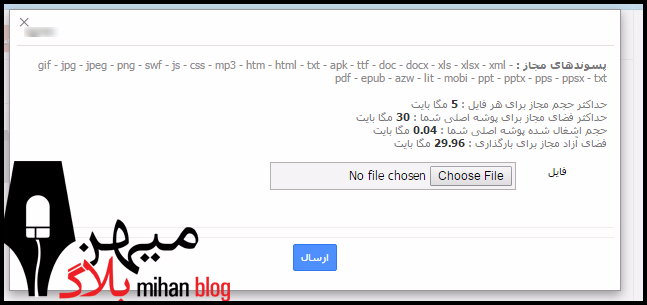 پسوندهای مجاز : gif - jpg - jpeg - png - swf - js - css - mp3 - htm - html - txt - apk - ttf - doc - docx - xls - xlsx - xml -
pdf - epub - azw - lit - mobi - ppt - pptx - pps - ppsx - txt
حداکثر حجم مجاز برای هر فایل : 5 مگا بایت
حداکثر فضای مجاز برای پوشه اصلی شما : 30 مگا بایت
حجم اشغال شده پوشه اصلی شما : 0.04 مگا بایت
فضای آزاد مجاز برای بارگذاری : 29.96 مگا بایت
فایل
Choose File No file chosen
ارسال
میهن
بلاگ
mihan blog